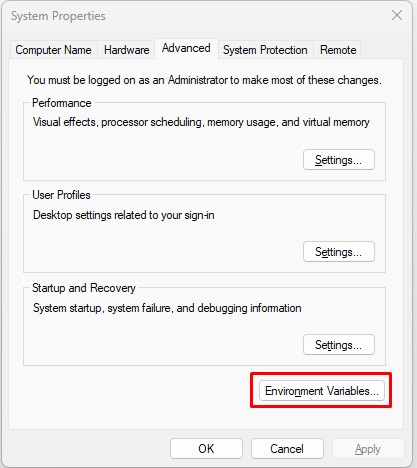 System Properties
Computer Name Hardware Advanced System Protection Remote
You must be logged on as an Administrator to make most of these changes.
Performance
Visual effects, processor scheduling, memory usage, and virtual memory
Settings...
User Profiles
Desktop settings related to your sign-in
Settings...
Startup and Recovery
System startup, system failure, and debugging information
Settings...
Environment Variables...
OK Cancel Apply